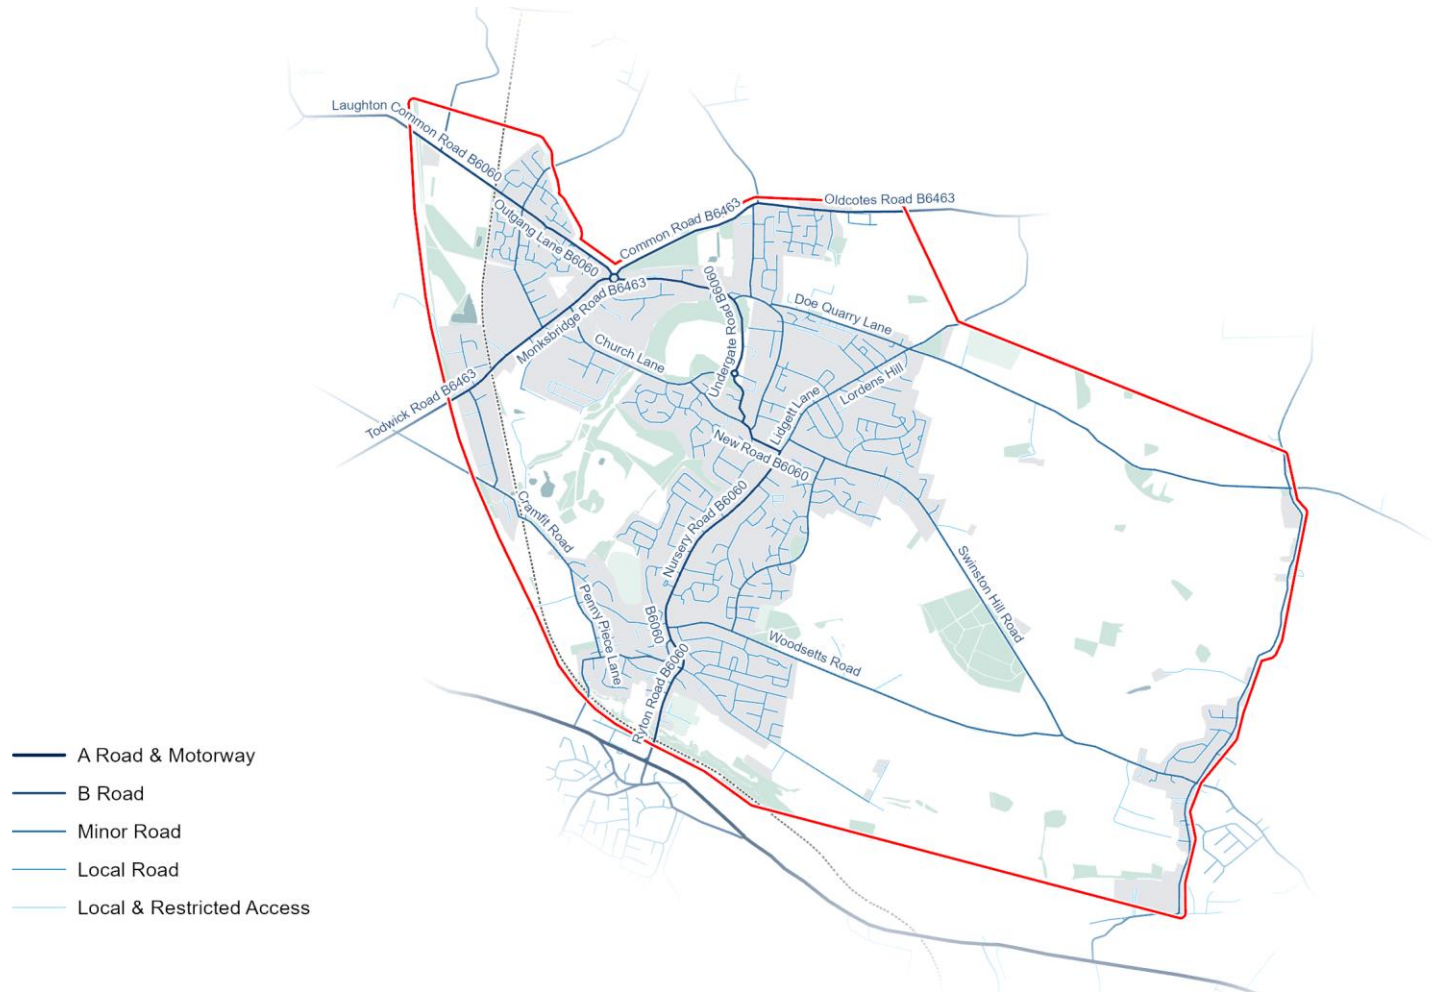 Laughton Common Road B6060
Outgang Lane B6060
Common Road B6463
Oldcotes Road B6463
Monksbridge Road B6463
Undergate Road B6060
Doe Quarry Lane
Church Lane
Lordens Hill
Todwick Road B6463
Lidgett Lane
New Road B6060
Nursery Road B6060
Cramfit Road
Swinston Hill Road
Penny Piece Lane
B6060
Woodsetts Road
Ryton Road B6060
A Road & Motorway
B Road
Minor Road
Local Road
Local & Restricted Access